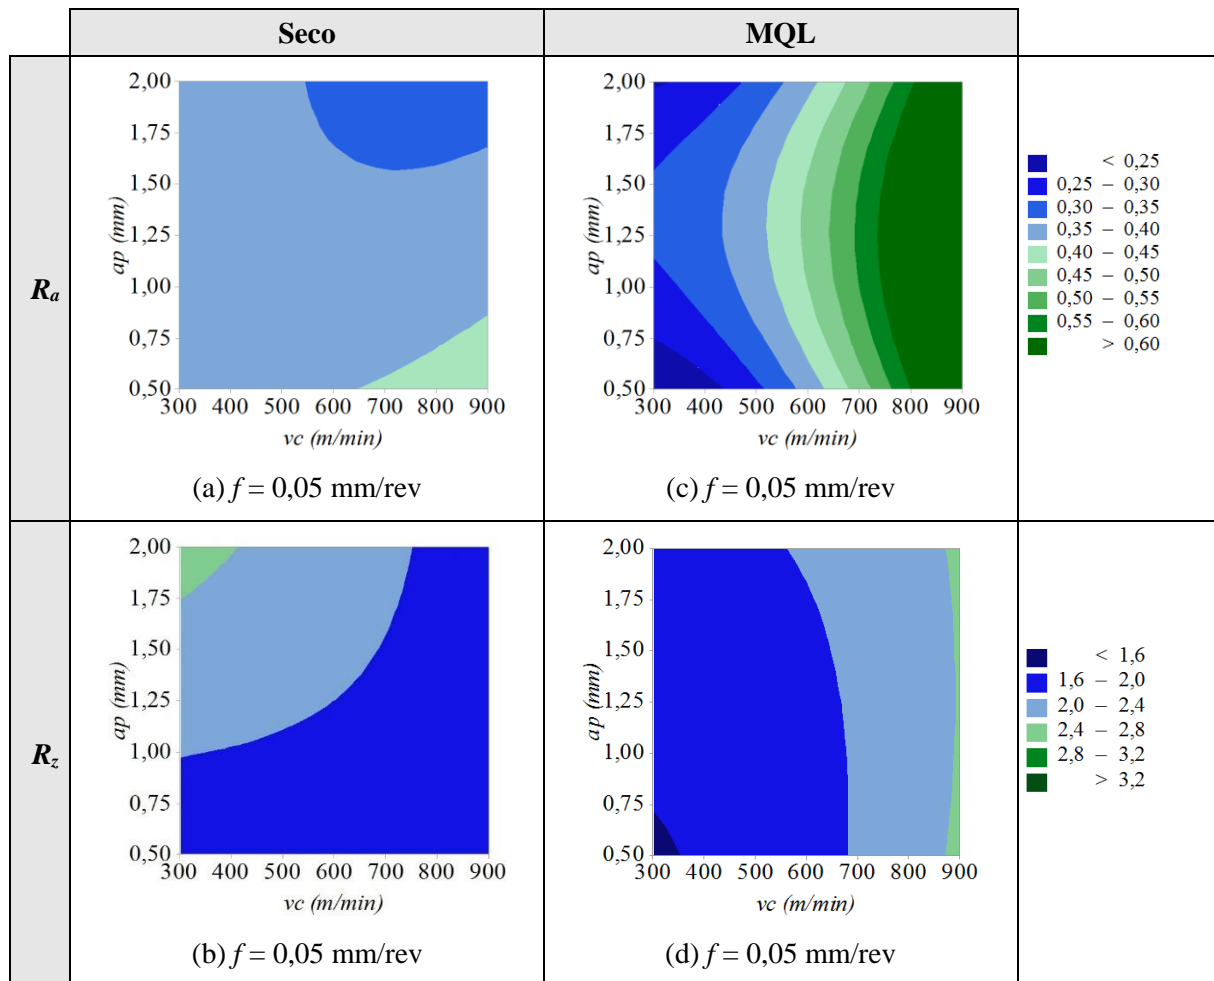 Seco
MQL
R_a
2,00
1,75
1,50
1,25
1,00
0,75
0,50
ap (mm)
300 400 500 600 700 800 900
vc (m/min)
(a) f = 0,05 mm/rev
2,00
1,75
1,50
1,25
1,00
0,75
0,50
ap (mm)
300 400 500 600 700 800 900
vc (m/min)
(c) f = 0,05 mm/rev
< 0,25
0,25 – 0,30
0,30 – 0,35
0,35 – 0,40
0,40 – 0,45
0,45 – 0,50
0,50 – 0,55
0,55 – 0,60
> 0,60
R_z
2,00
1,75
1,50
1,25
1,00
0,75
0,50
ap (mm)
300 400 500 600 700 800 900
vc (m/min)
(b) f = 0,05 mm/rev
2,00
1,75
1,50
1,25
1,00
0,75
0,50
ap (mm)
300 400 500 600 700 800 900
vc (m/min)
(d) f = 0,05 mm/rev
< 1,6
1,6 – 2,0
2,0 – 2,4
2,4 – 2,8
2,8 – 3,2
> 3,2